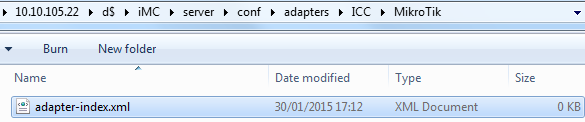 10.10.105.22 d$ iMC server conf adapters ICC MikroTik
Burn New folder
Name Date modified Type Size
adapter-index.xml 30/01/2015 17:12 XML Document 0 KB